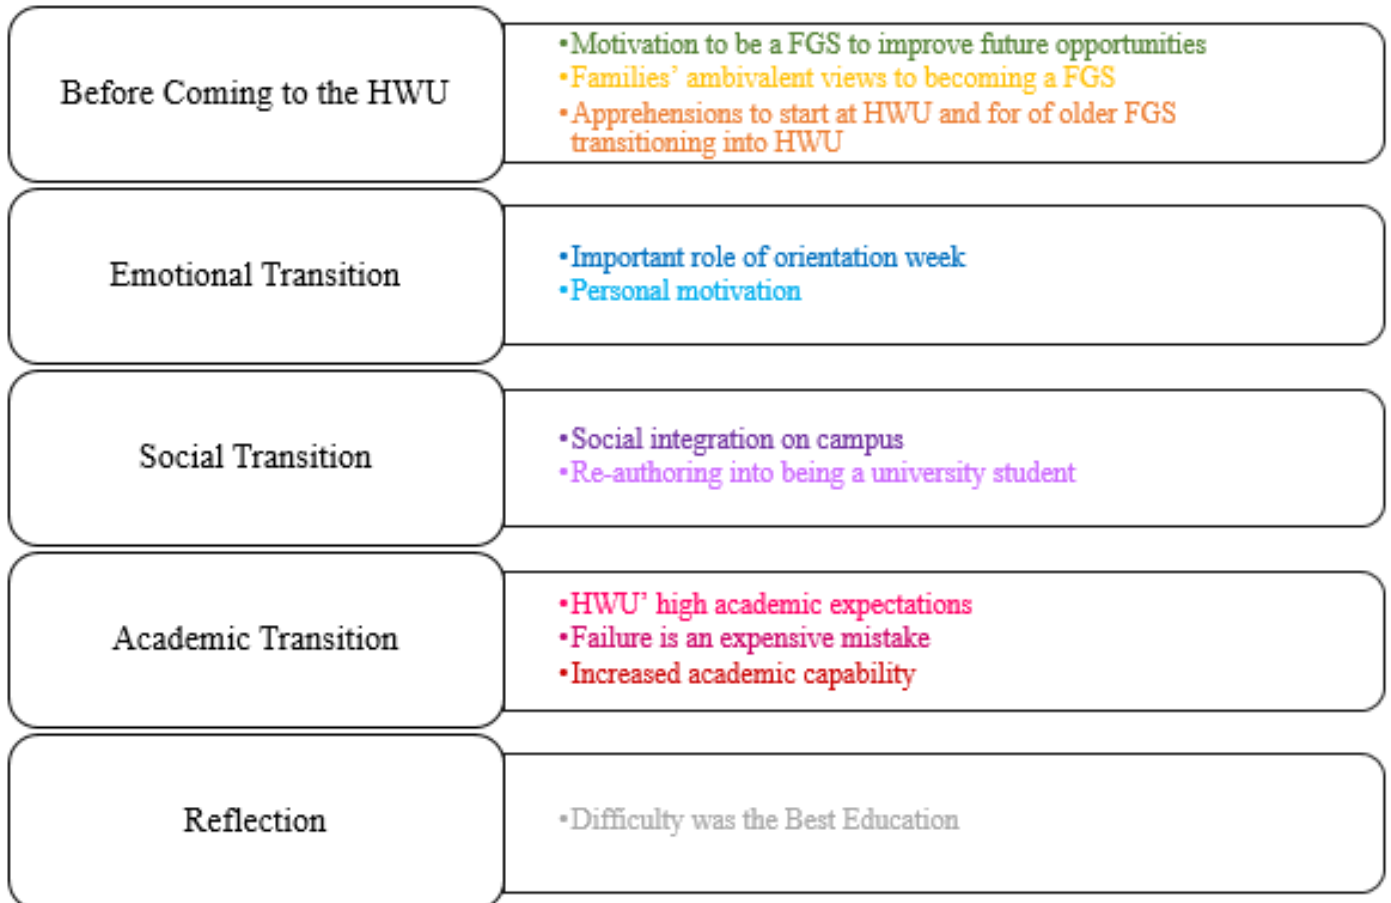 Before Coming to the HWU
•Motivation to be a FGS to improve future opportunities
•Families’ ambivalent views to becoming a FGS
•Apprehensions to start at HWU and for of older FGS
transitioning into HWU
Emotional Transition
•Important role of orientation week
•Personal motivation
Social Transition
•Social integration on campus
•Re-authoring into being a university student
Academic Transition
•HWU’ high academic expectations
•Failure is an expensive mistake
•Increased academic capability
Reflection
•Difficulty was the Best Education